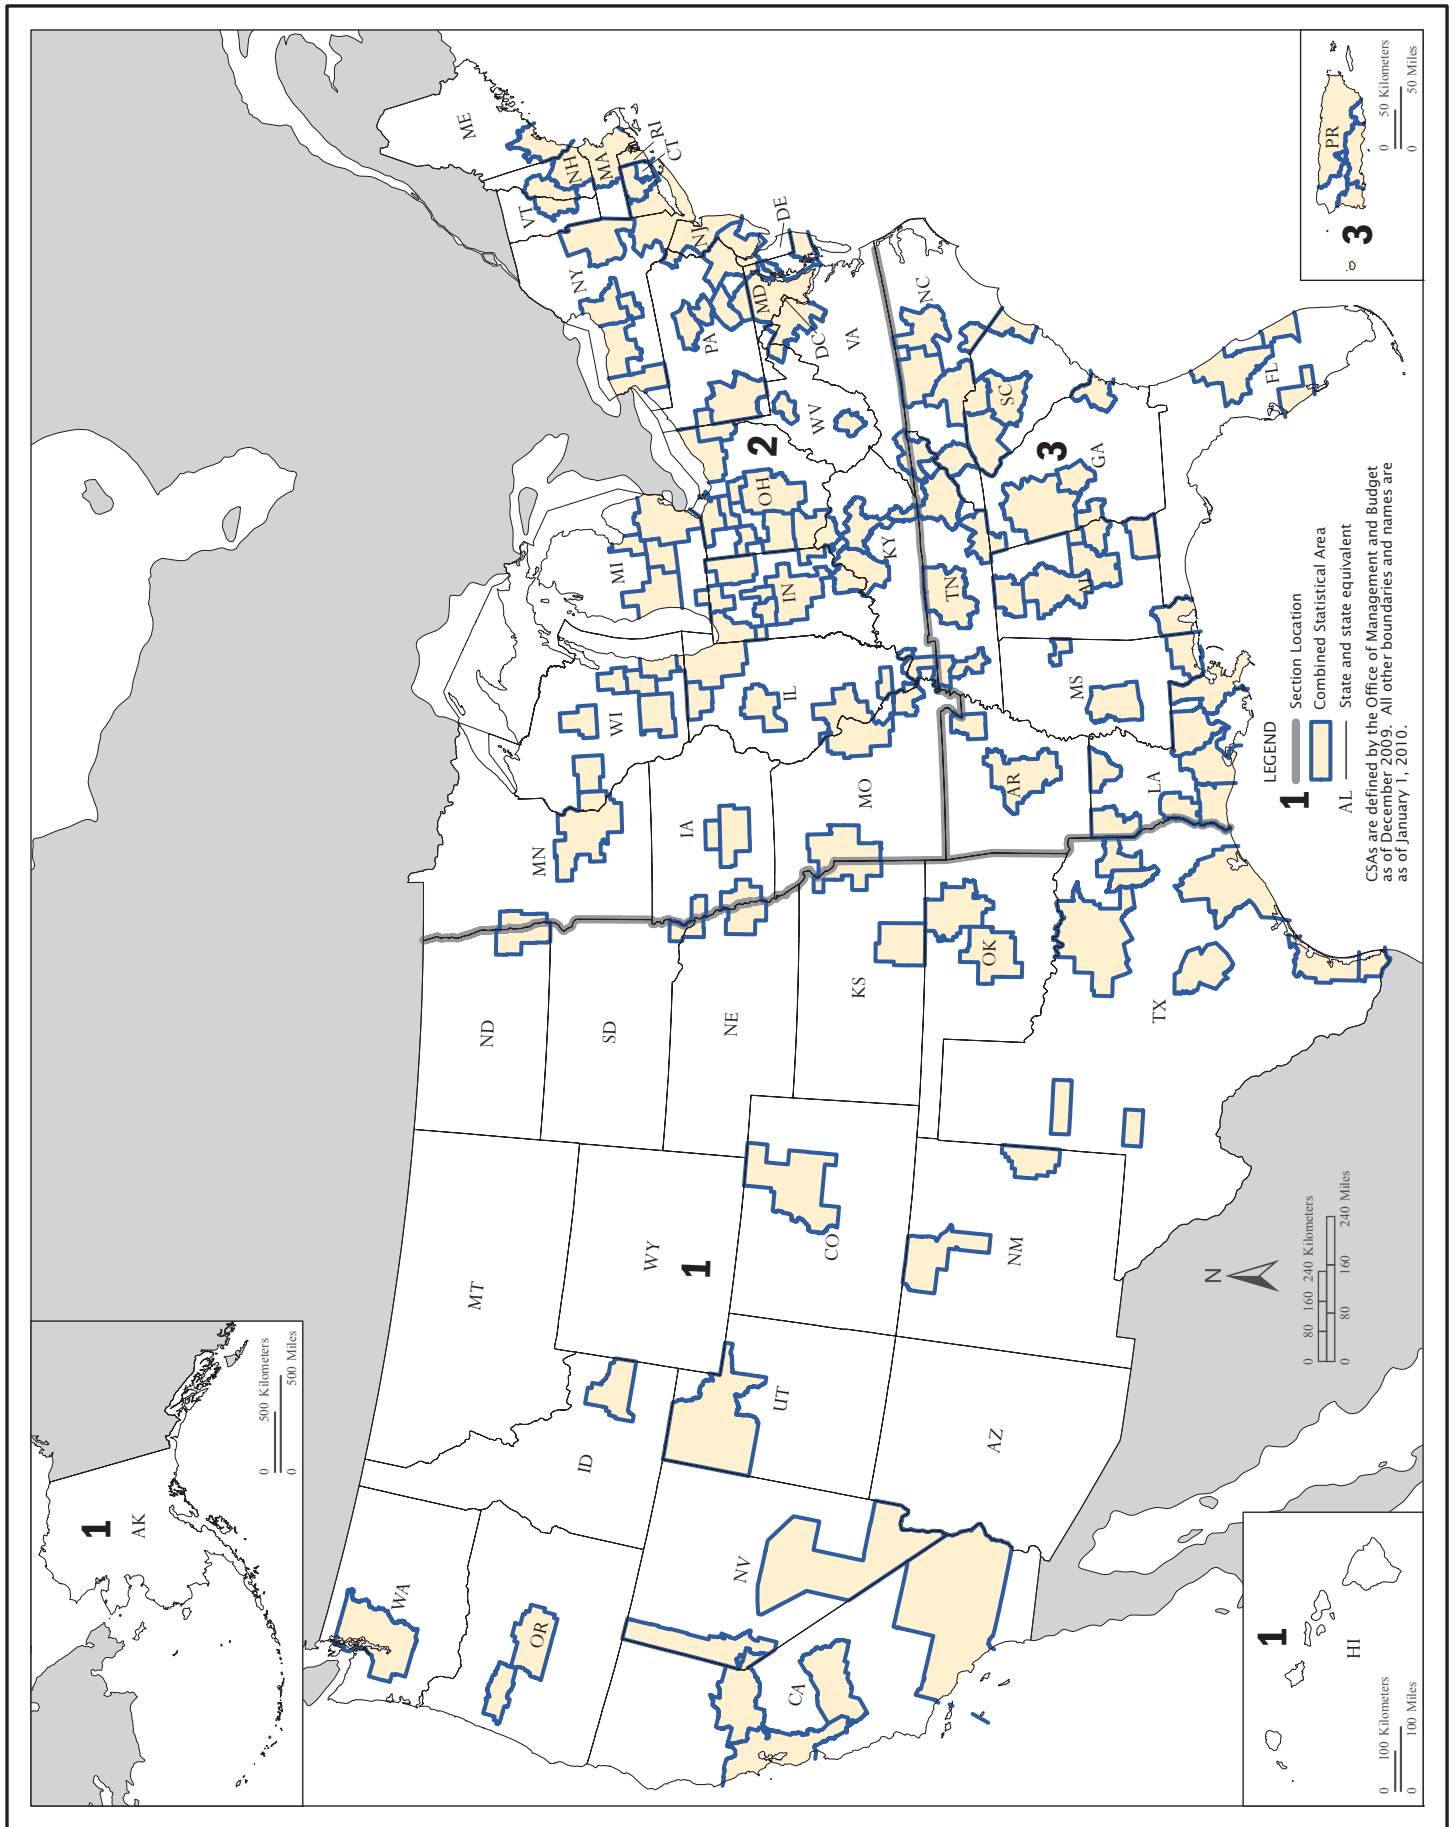 1
AK
0 500 Kilometers
0 500 Miles
WA
OR
CA
NV
ID
MT
WY
1
UT
CO
AZ
NM
ND
SD
NE
KS
OK
TX
MN
IA
MO
AR
LA
WI
IL
MS
MI
IN
OH
2
KY
TN
AL
GA
3
SC
NC
FL
WV
VA
DC
MD
DE
PA
NJ
NY
VT
NH
MA
CT
RI
ME
1
HI
0 100 Kilometers
0 100 Miles
N
0 80 160 240 Kilometers
0 80 160 240 Miles
LEGEND
1 Section Location
Combined Statistical Area
AL State and state equivalent
CSAs are defined by the Office of Management and Budget
as of December 2009. All other boundaries and names are
as of January 1, 2010.
3
PR
0 50 Kilometers
0 50 Miles